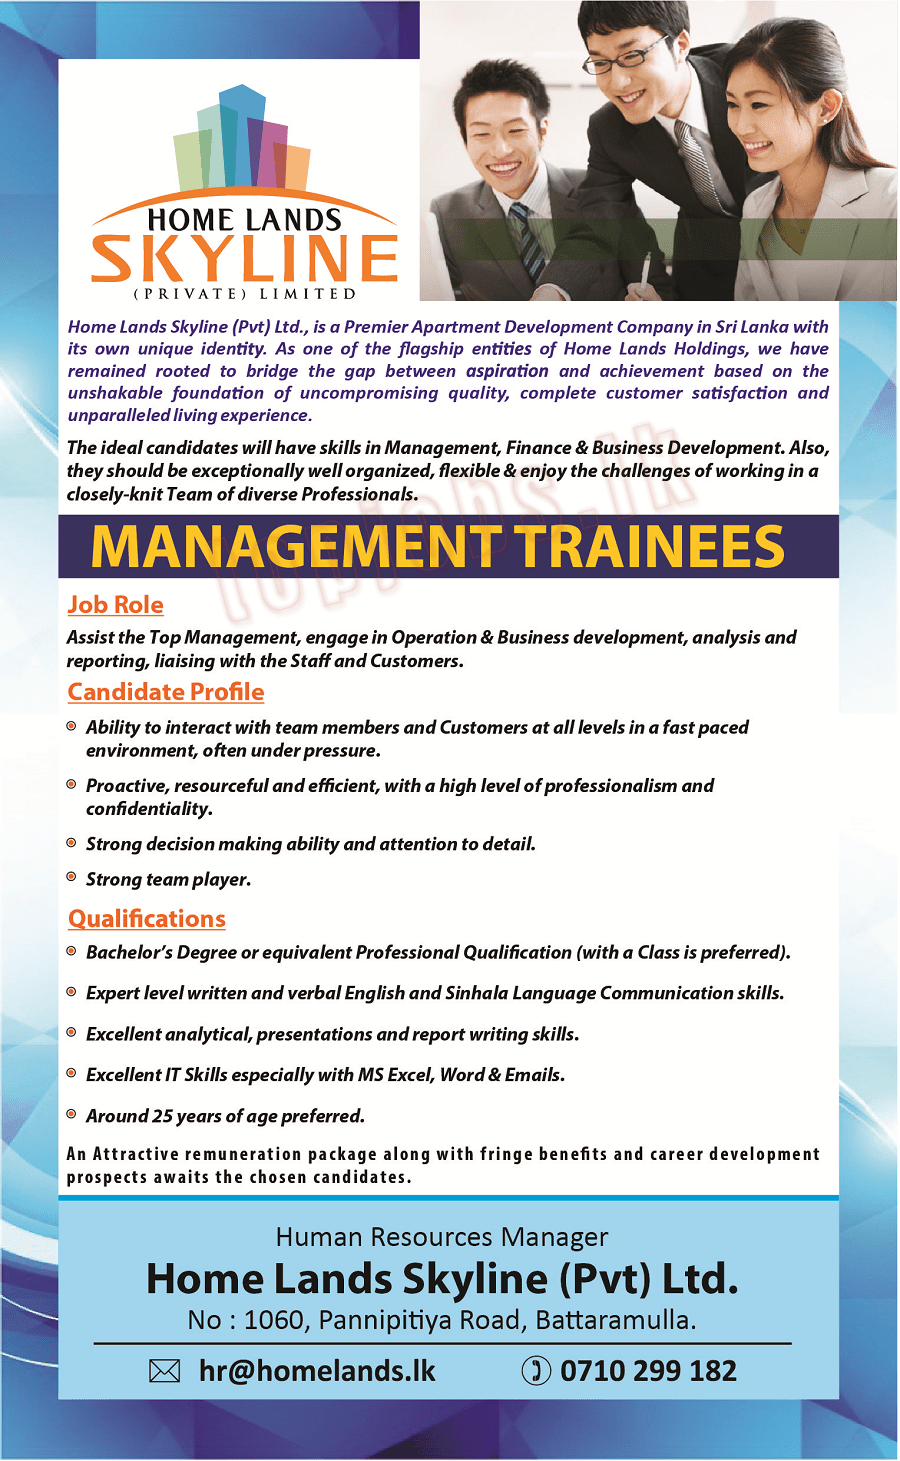 HOME LANDS
SKYLINE
(PRIVATE) LIMITED
Home Lands Skyline (Pvt) Ltd., is a Premier Apartment Development Company in Sri Lanka with
its own unique identity. As one of the flagship entities of Home Lands Holdings, we have
remained rooted to bridge the gap between aspiration and achievement based on the
unshakable foundation of uncompromising quality, complete customer satisfaction and
unparalleled living experience.
The ideal candidates will have skills in Management, Finance & Business Development. Also,
they should be exceptionally well organized, flexible & enjoy the challenges of working in a
closely-knit Team of diverse Professionals.
topjobs.lk
MANAGEMENT TRAINEES
Job Role
Assist the Top Management, engage in Operation & Business development, analysis and
reporting, liaising with the Staff and Customers.
Candidate Profile
Ability to interact with team members and Customers at all levels in a fast paced
environment, often under pressure.
Proactive, resourceful and efficient, with a high level of professionalism and
confidentiality.
Strong decision making ability and attention to detail.
Strong team player.
Qualifications
Bachelor's Degree or equivalent Professional Qualification (with a Class is preferred).
Expert level written and verbal English and Sinhala Language Communication skills.
Excellent analytical, presentations and report writing skills.
Excellent IT Skills especially with MS Excel, Word & Emails.
Around 25 years of age preferred.
An Attractive remuneration package along with fringe benefits and career development
prospects awaits the chosen candidates.
Human Resources Manager
Home Lands Skyline (Pvt) Ltd.
No : 1060, Pannipitiya Road, Battaramulla.
hr@homelands.lk 0710 299 182